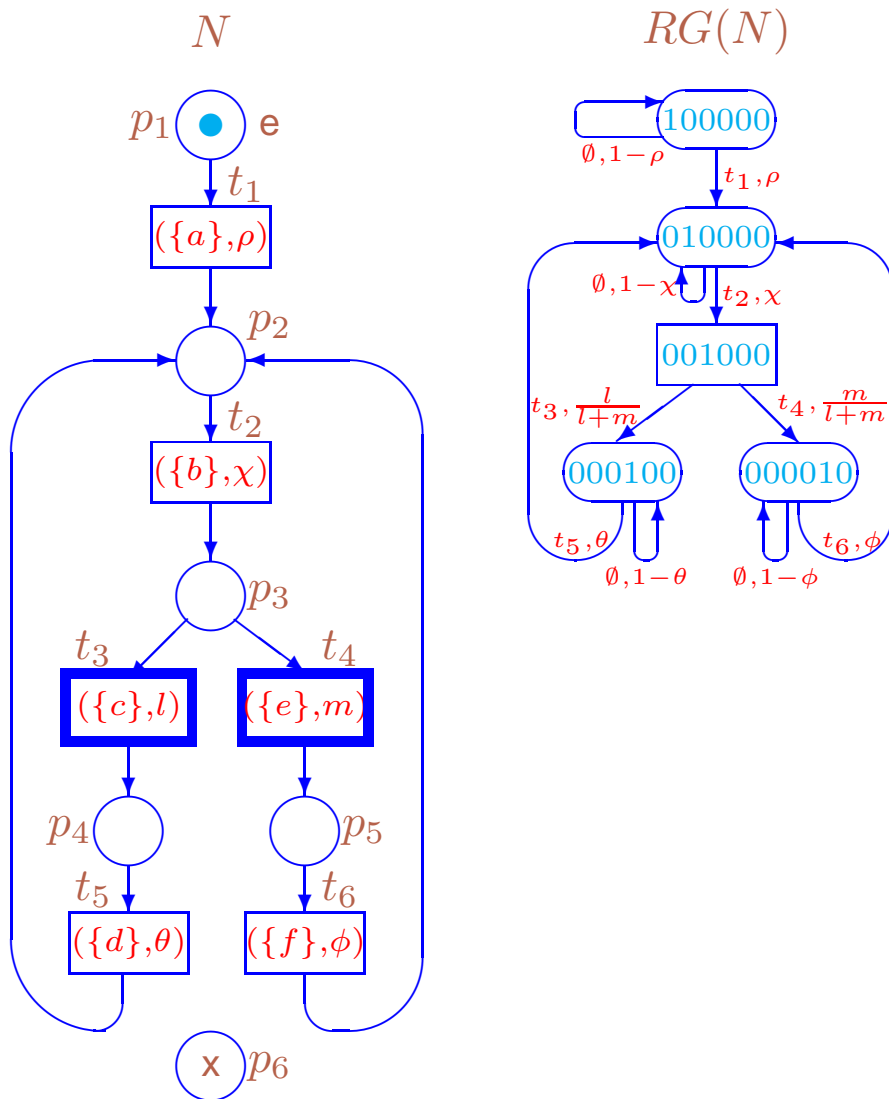 N
p1 e
t1
({a},ρ)
p2
t2
({b},χ)
p3
t3 t4
({c},l) ({e},m)
p4 p5
t5 t6
({d},θ) ({f},ϕ)
x p6
RG(N)
100000
∅,1−ρ
t1,ρ
010000
∅,1−χ
t2,χ
001000
t3, l/(l+m) t4, m/(l+m)
000100 000010
t5,θ t6,ϕ
∅,1−θ ∅,1−ϕ